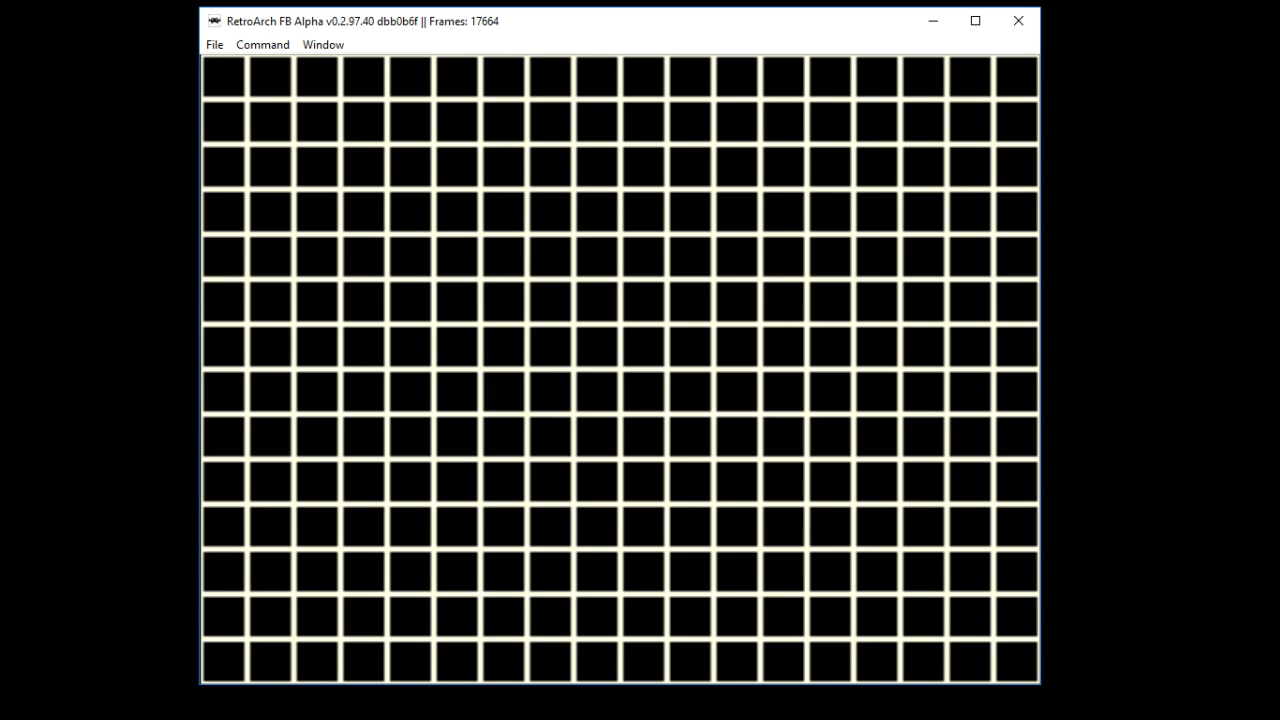 RetroArch FB Alpha v0.2.97.40 dbb0b6f || Frames: 17664
File Command Window